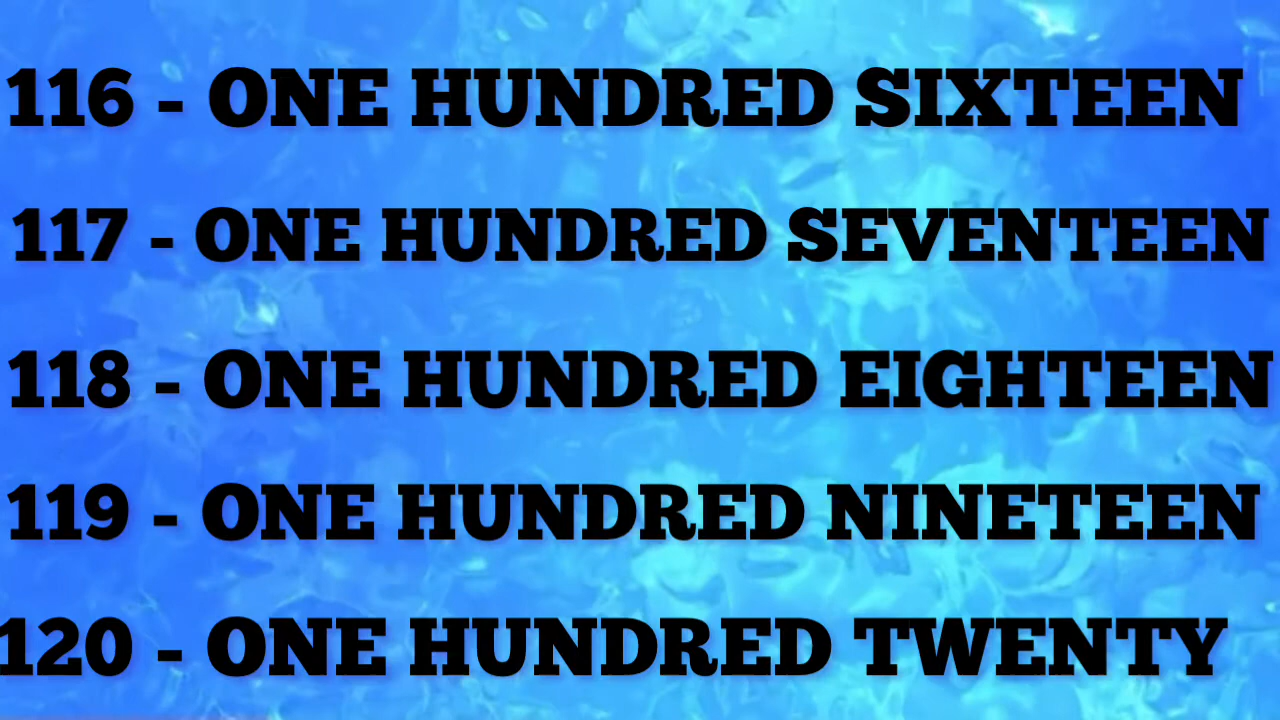 116 - ONE HUNDRED SIXTEEN
117 - ONE HUNDRED SEVENTEEN
118 - ONE HUNDRED EIGHTEEN
119 - ONE HUNDRED NINETEEN
120 - ONE HUNDRED TWENTY